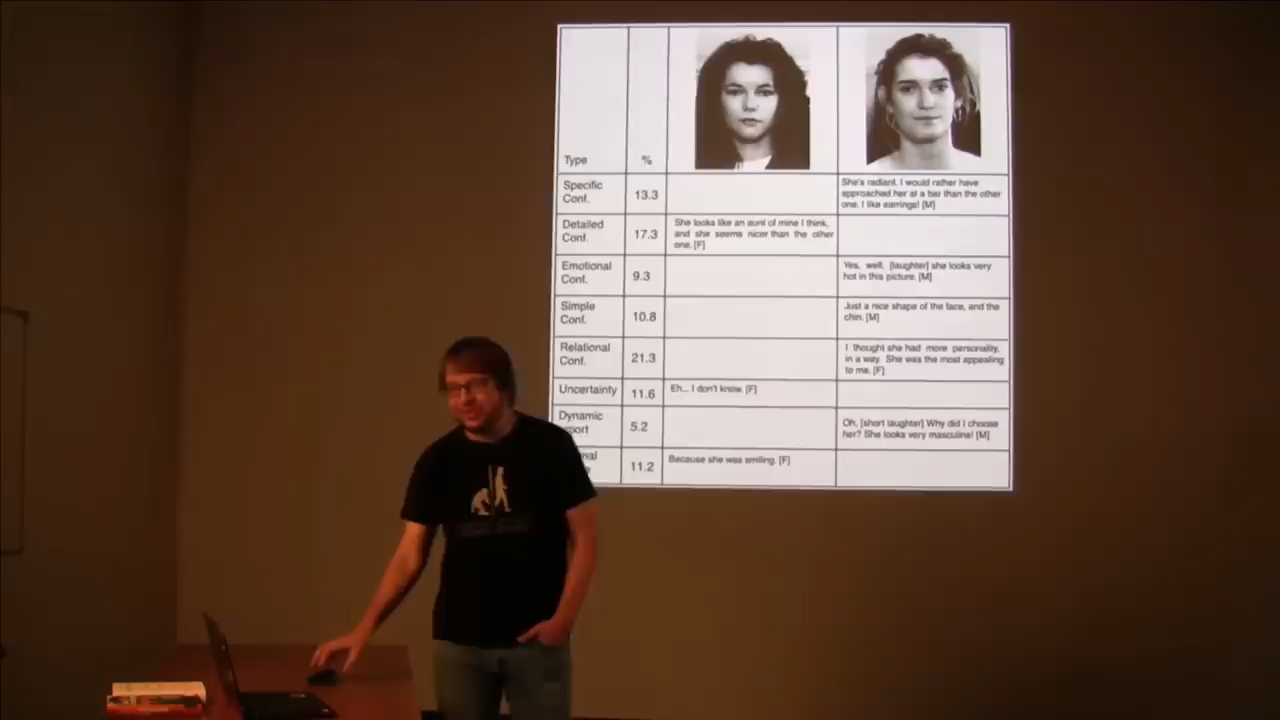 Type %
Specific
Conf.
13.3
She's radiant. I would rather have
approached her at a bar than the other
one. I like earrings! [M]
Detailed
Conf.
17.3
She looks like an aunt of mine I think,
and she seems nicer than the other
one. [F]
Emotional
Conf.
9.3
Yes, well, [laughter] she looks very
hot in this picture. [M]
Simple
Conf.
10.8
Just a nice shape of the face, and the
chin. [M]
Relational
Conf.
21.3
I thought she had more personality,
in a way. She was the most appealing
to me. [F]
Uncertainty
11.6
Eh... I don't know. [F]
Dynamic
5.2
Oh, [short laughter] Why did I choose
her? She looks very masculine! [M]
11.2
Because she was smiling. [F]